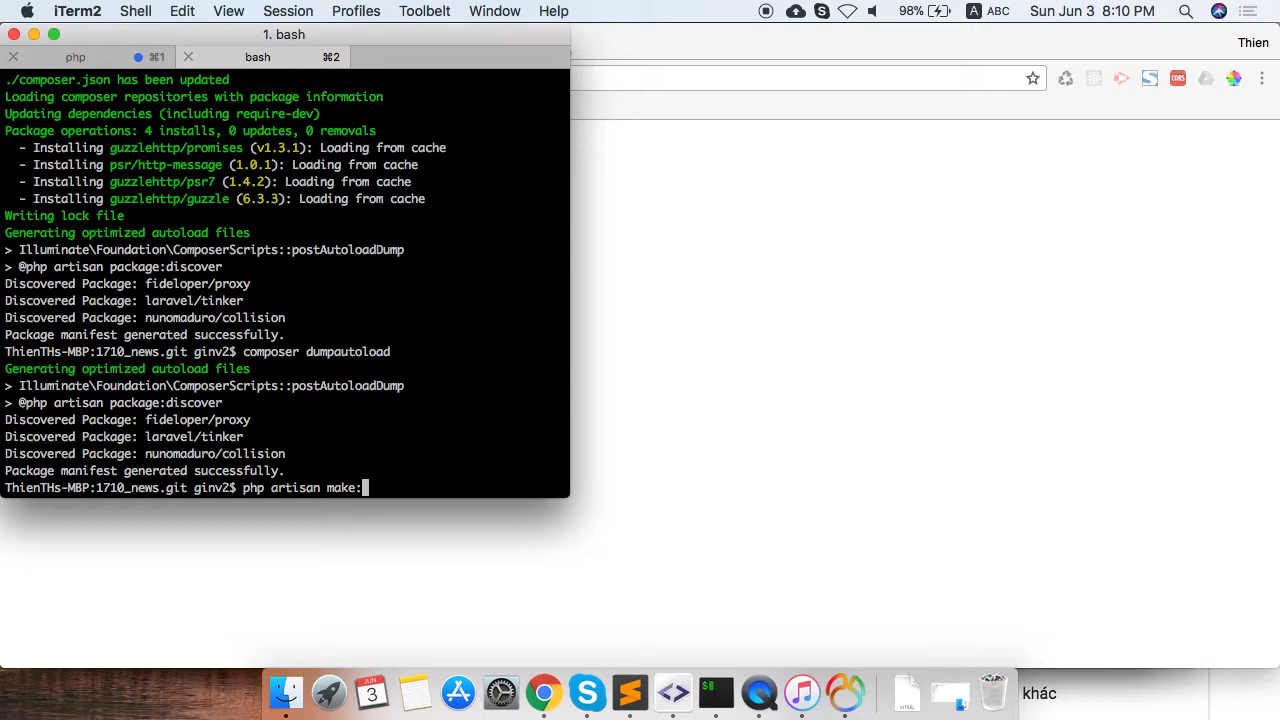 iTerm2 Shell Edit View Session Profiles Toolbelt Window Help 98% A ABC Sun Jun 3 8:10 PM
1. bash
php ⌘1 bash ⌘2
Thien
CORS
./composer.json has been updated
Loading composer repositories with package information
Updating dependencies (including require-dev)
Package operations: 4 installs, 0 updates, 0 removals
- Installing guzzlehttp/promises (v1.3.1): Loading from cache
- Installing psr/http-message (1.0.1): Loading from cache
- Installing guzzlehttp/psr7 (1.4.2): Loading from cache
- Installing guzzlehttp/guzzle (6.3.3): Loading from cache
Writing lock file
Generating optimized autoload files
> Illuminate\Foundation\ComposerScripts::postAutoloadDump
> @php artisan package:discover
Discovered Package: fideloper/proxy
Discovered Package: laravel/tinker
Discovered Package: nunomaduro/collision
Package manifest generated successfully.
ThienTHs-MBP:1710_news.git ginv2$ composer dumpautoload
Generating optimized autoload files
> Illuminate\Foundation\ComposerScripts::postAutoloadDump
> @php artisan package:discover
Discovered Package: fideloper/proxy
Discovered Package: laravel/tinker
Discovered Package: nunomaduro/collision
Package manifest generated successfully.
ThienTHs-MBP:1710_news.git ginv2$ php artisan make:
JUN
3
HTML
khác